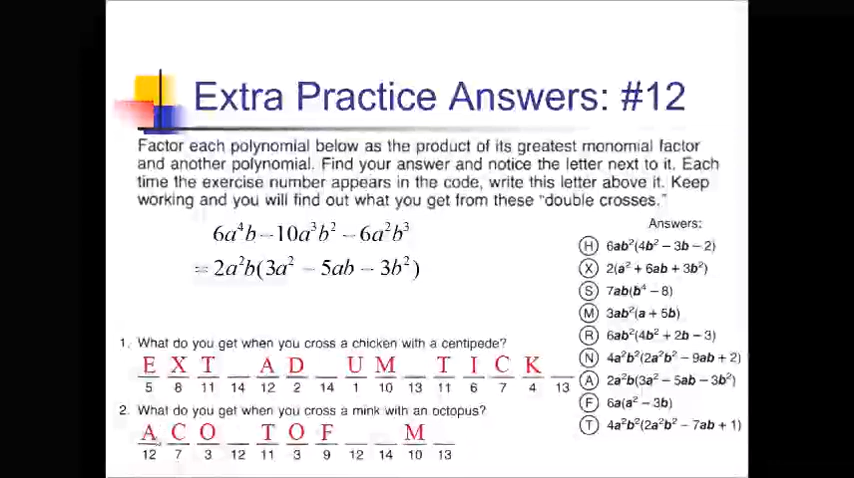 Extra Practice Answers: #12
Factor each polynomial below as the product of its greatest monomial factor
and another polynomial. Find your answer and notice the letter next to it. Each
time the exercise number appears in the code, write this letter above it. Keep
working and you will find out what you get from these "double crosses."
6a⁴b – 10a³b² – 6a²b³
= 2a²b(3a² – 5ab – 3b²)
Answers:
H 6ab²(4b² – 3b – 2)
X 2(a² + 6ab + 3b²)
S 7ab(b⁴ – 8)
M 3ab²(a + 5b)
R 6ab²(4b² + 2b – 3)
N 4a²b²(2a²b² – 9ab + 2)
A 2a²b(3a² – 5ab – 3b²)
F 6a(a² – 3b)
T 4a²b²(2a²b² – 7ab + 1)
1. What do you get when you cross a chicken with a centipede?
E X T _ A D _ U M _ T I C K _
5 8 11 14 12 2 14 1 10 13 11 6 7 4 13
2. What do you get when you cross a mink with an octopus?
A C O _ T O F _ _ M _
12 7 3 12 11 3 9 12 14 10 13